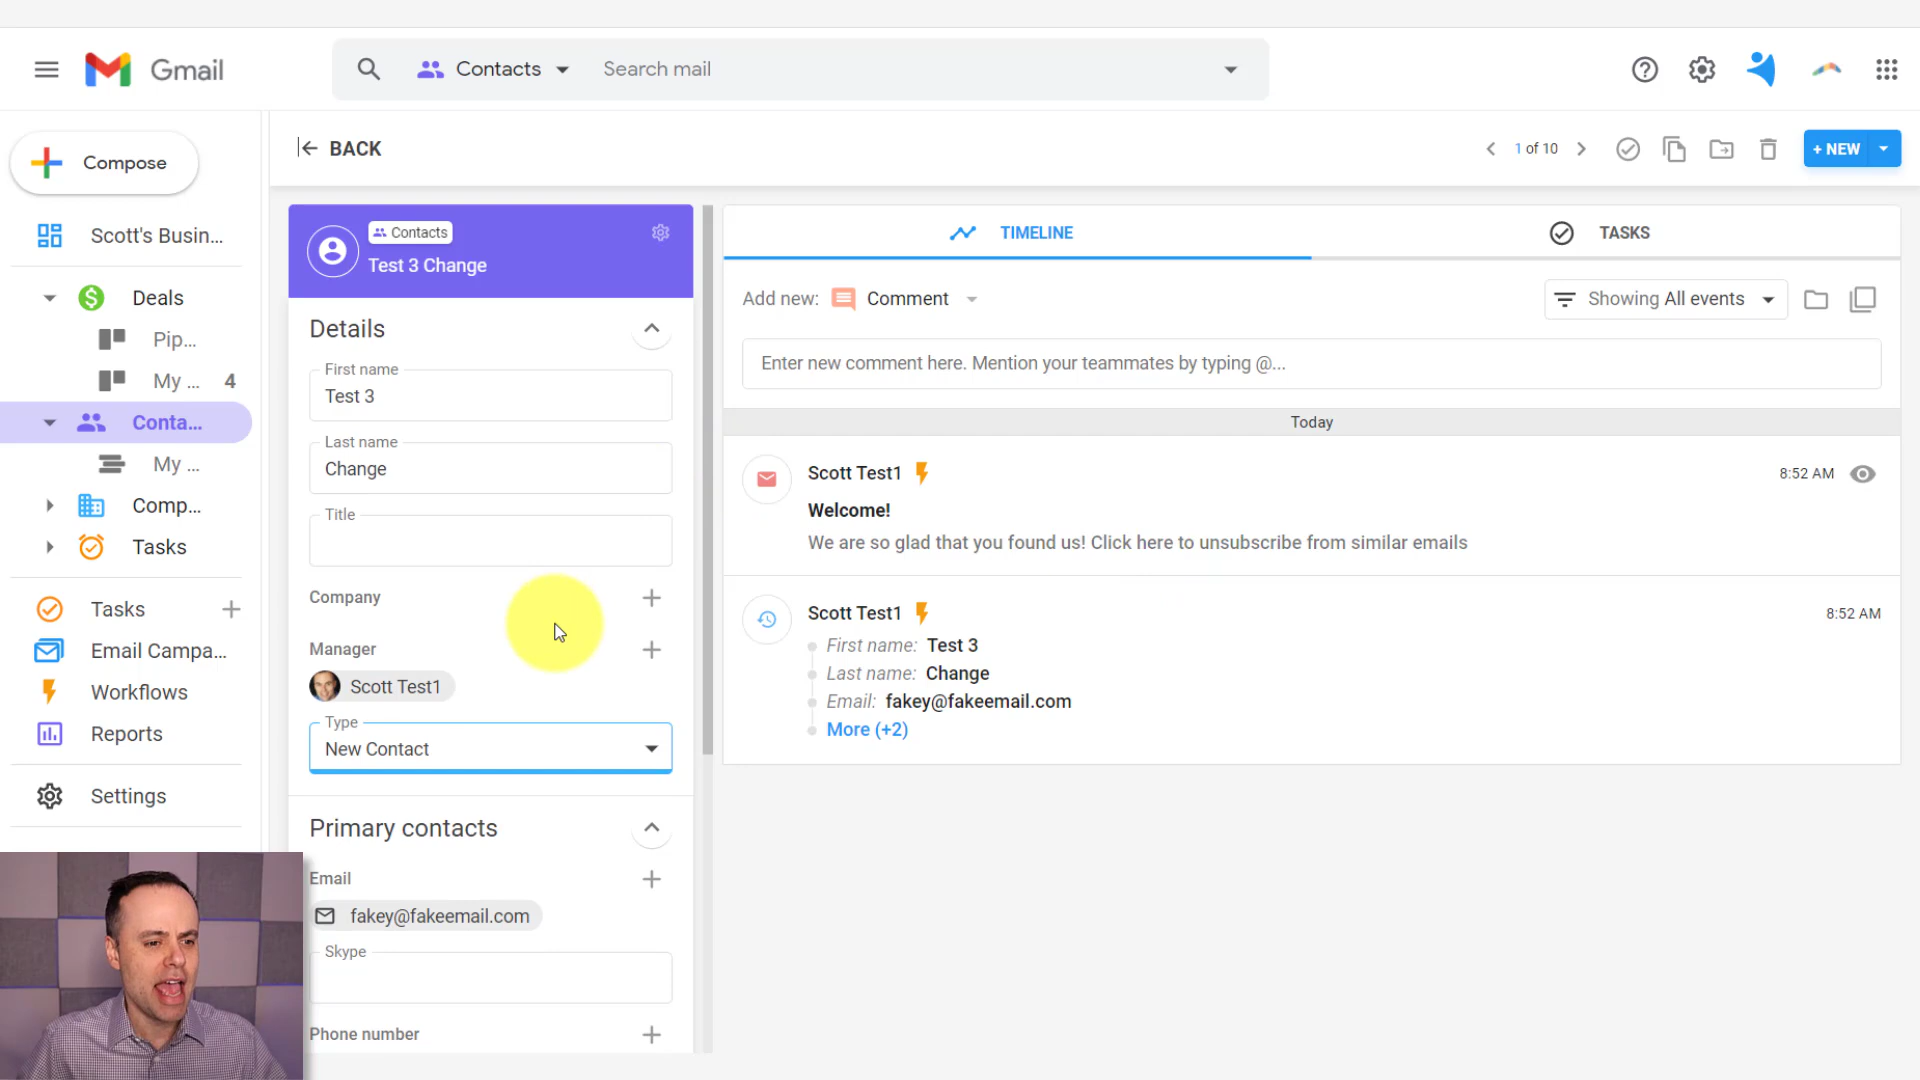 Gmail
Contacts
Search mail
Compose
BACK
1 of 10
+ NEW
Scott's Busin...
Deals
Pip...
My ...
4
Conta...
My ...
Comp...
Tasks
Tasks
Email Campa...
Workflows
Reports
Settings
Contacts
Test 3 Change
Details
First name
Test 3
Last name
Change
Title
Company
Manager
Scott Test1
Type
New Contact
Primary contacts
Email
fakey@fakeemail.com
Skype
Phone number
TIMELINE
TASKS
Add new:
Comment
Showing All events
Enter new comment here. Mention your teammates by typing @...
Today
Scott Test1
8:52 AM
Welcome!
We are so glad that you found us! Click here to unsubscribe from similar emails
Scott Test1
8:52 AM
First name: Test 3
Last name: Change
Email: fakey@fakeemail.com
More (+2)